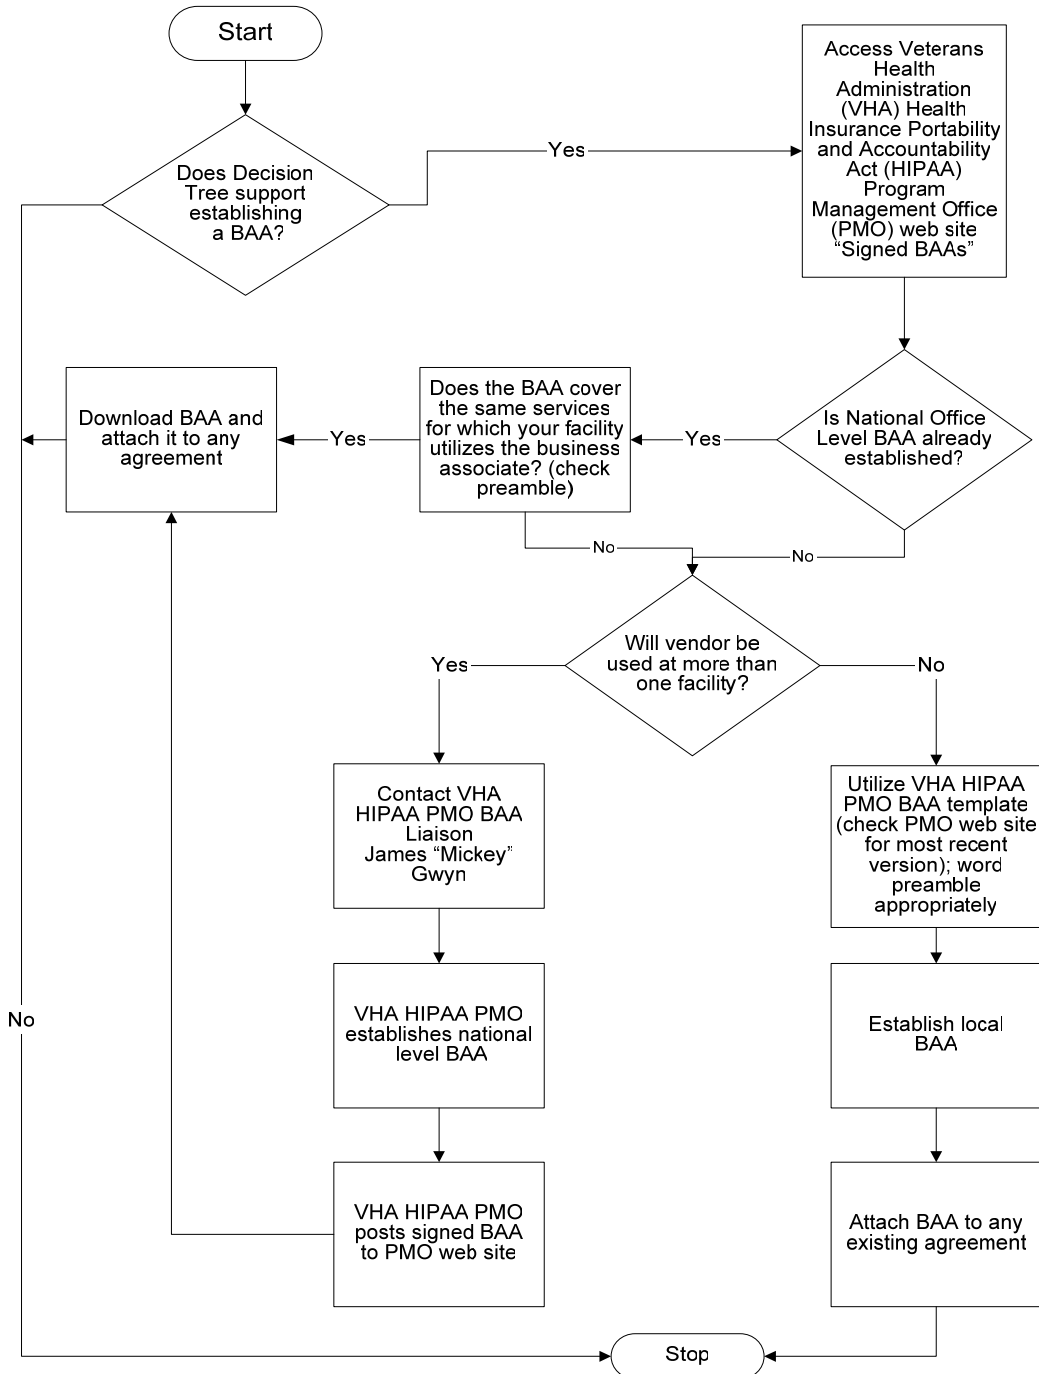 Start
Does Decision
Tree support
establishing
a BAA?
Yes
Access Veterans
Health
Administration
(VHA) Health
Insurance Portability
and Accountability
Act (HIPAA)
Program
Management Office
(PMO) web site
“Signed BAAs”
Download BAA and
attach it to any
agreement
Yes
Does the BAA cover
the same services
for which your facility
utilizes the business
associate? (check
preamble)
Yes
Is National Office
Level BAA already
established?
No
No
Will vendor be
used at more than
one facility?
Yes
No
Contact VHA
HIPAA PMO BAA
Liaison
James “Mickey”
Gwyn
Utilize VHA HIPAA
PMO BAA template
(check PMO web site
for most recent
version); word
preamble
appropriately
No
VHA HIPAA PMO
establishes national
level BAA
Establish local
BAA
VHA HIPAA PMO
posts signed BAA
to PMO web site
Attach BAA to any
existing agreement
Stop